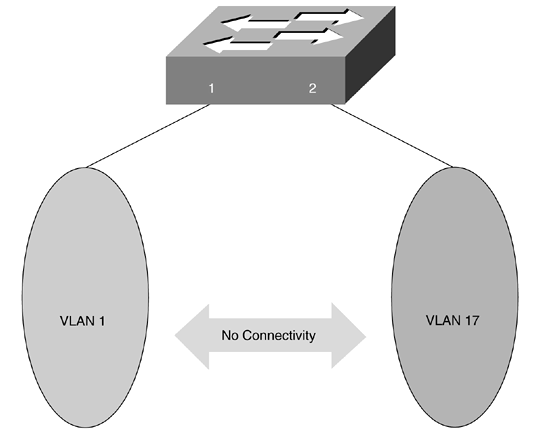 1 2
VLAN 1
No Connectivity
VLAN 17